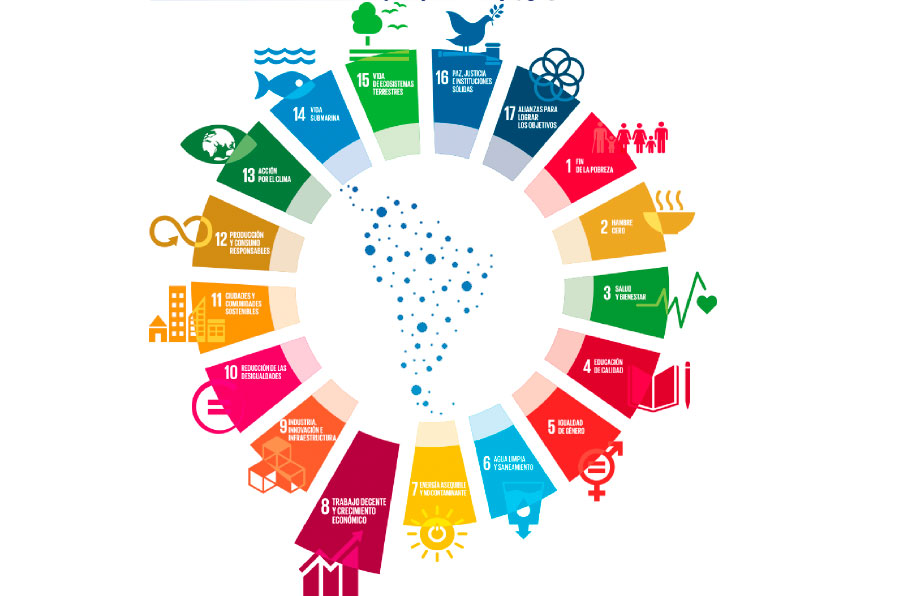 1 FIN
DE LA POBREZA
2 HAMBRE
CERO
3 SALUD
Y BIENESTAR
4 EDUCACIÓN
DE CALIDAD
5 IGUALDAD
DE GÉNERO
6 AGUA LIMPIA
Y SANEAMIENTO
7 ENERGÍA ASEQUIBLE
Y NO CONTAMINANTE
8 TRABAJO DECENTE
Y CRECIMIENTO
ECONÓMICO
9 INDUSTRIA,
INNOVACIÓN E
INFRAESTRUCTURA
10 REDUCCIÓN DE LAS
DESIGUALDADES
11 CIUDADES Y
COMUNIDADES
SOSTENIBLES
12 PRODUCCIÓN
Y CONSUMO
RESPONSABLES
13 ACCIÓN
POR EL CLIMA
14 VIDA
SUBMARINA
15 VIDA
DE ECOSISTEMAS
TERRESTRES
16 PAZ, JUSTICIA
E INSTITUCIONES
SÓLIDAS
17 ALIANZAS PARA
LOGRAR
LOS OBJETIVOS